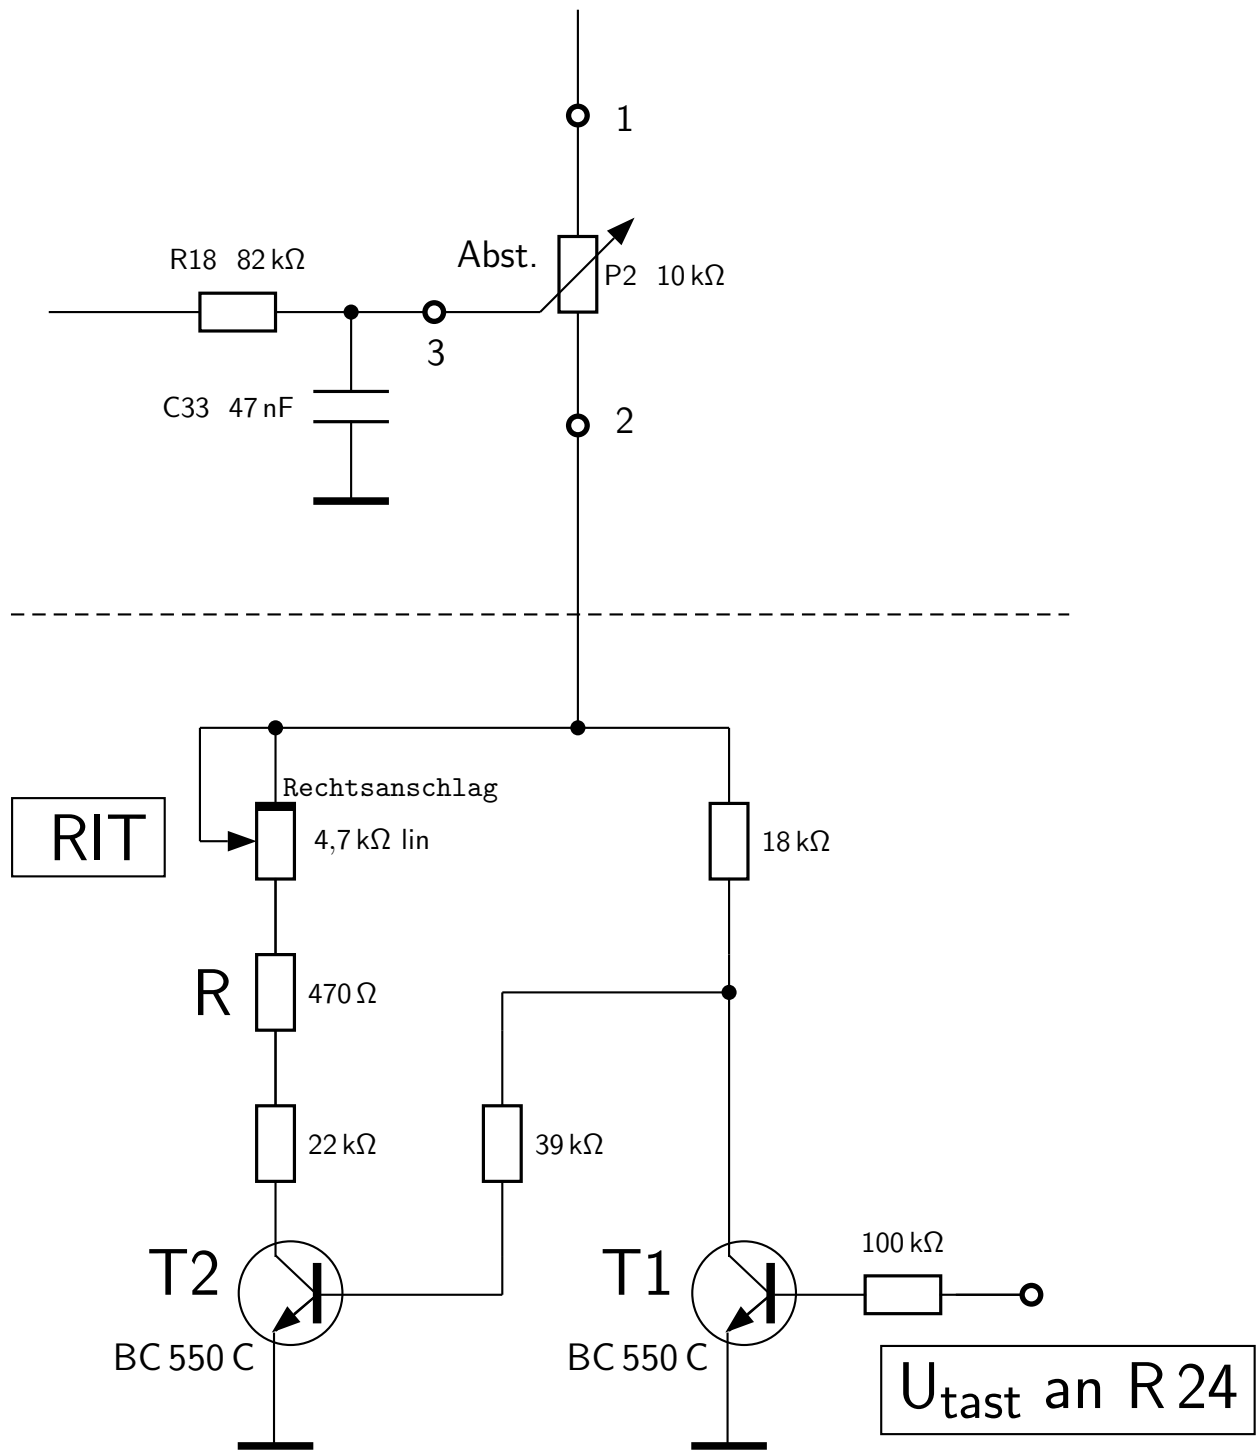 1
Abst.
R18 82 kΩ
P2 10 kΩ
3
C33 47 nF
2
Rechtsanschlag
RIT
4,7 kΩ lin
18 kΩ
R
470 Ω
22 kΩ
39 kΩ
100 kΩ
T2
T1
BC 550 C
BC 550 C
Utast an R 24